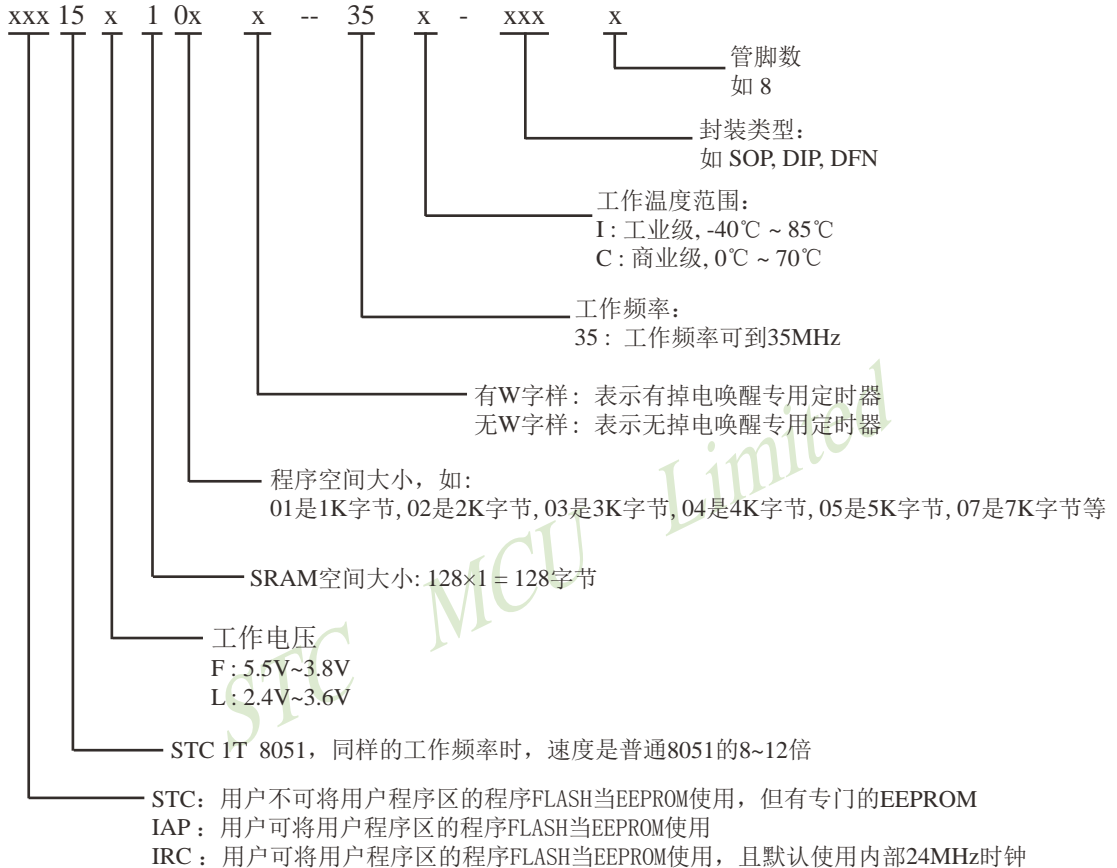 xxx 15 x 1 0x x -- 35 x - xxx x
管脚数
如 8
封装类型：
如 SOP, DIP, DFN
工作温度范围：
I : 工业级, -40℃ ~ 85℃
C : 商业级, 0℃ ~ 70℃
工作频率：
35 : 工作频率可到35MHz
有W字样： 表示有掉电唤醒专用定时器
无W字样： 表示无掉电唤醒专用定时器
程序空间大小，如:
01是1K字节, 02是2K字节, 03是3K字节, 04是4K字节, 05是5K字节, 07是7K字节等
SRAM空间大小: 128×1 = 128字节
工作电压
F : 5.5V~3.8V
L : 2.4V~3.6V
STC 1T 8051，同样的工作频率时，速度是普通8051的8~12倍
STC：用户不可将用户程序区的程序FLASH当EEPROM使用，但有专门的EEPROM
IAP：用户可将用户程序区的程序FLASH当EEPROM使用
IRC：用户可将用户程序区的程序FLASH当EEPROM使用，且默认使用内部24MHz时钟
STC MCU Limited